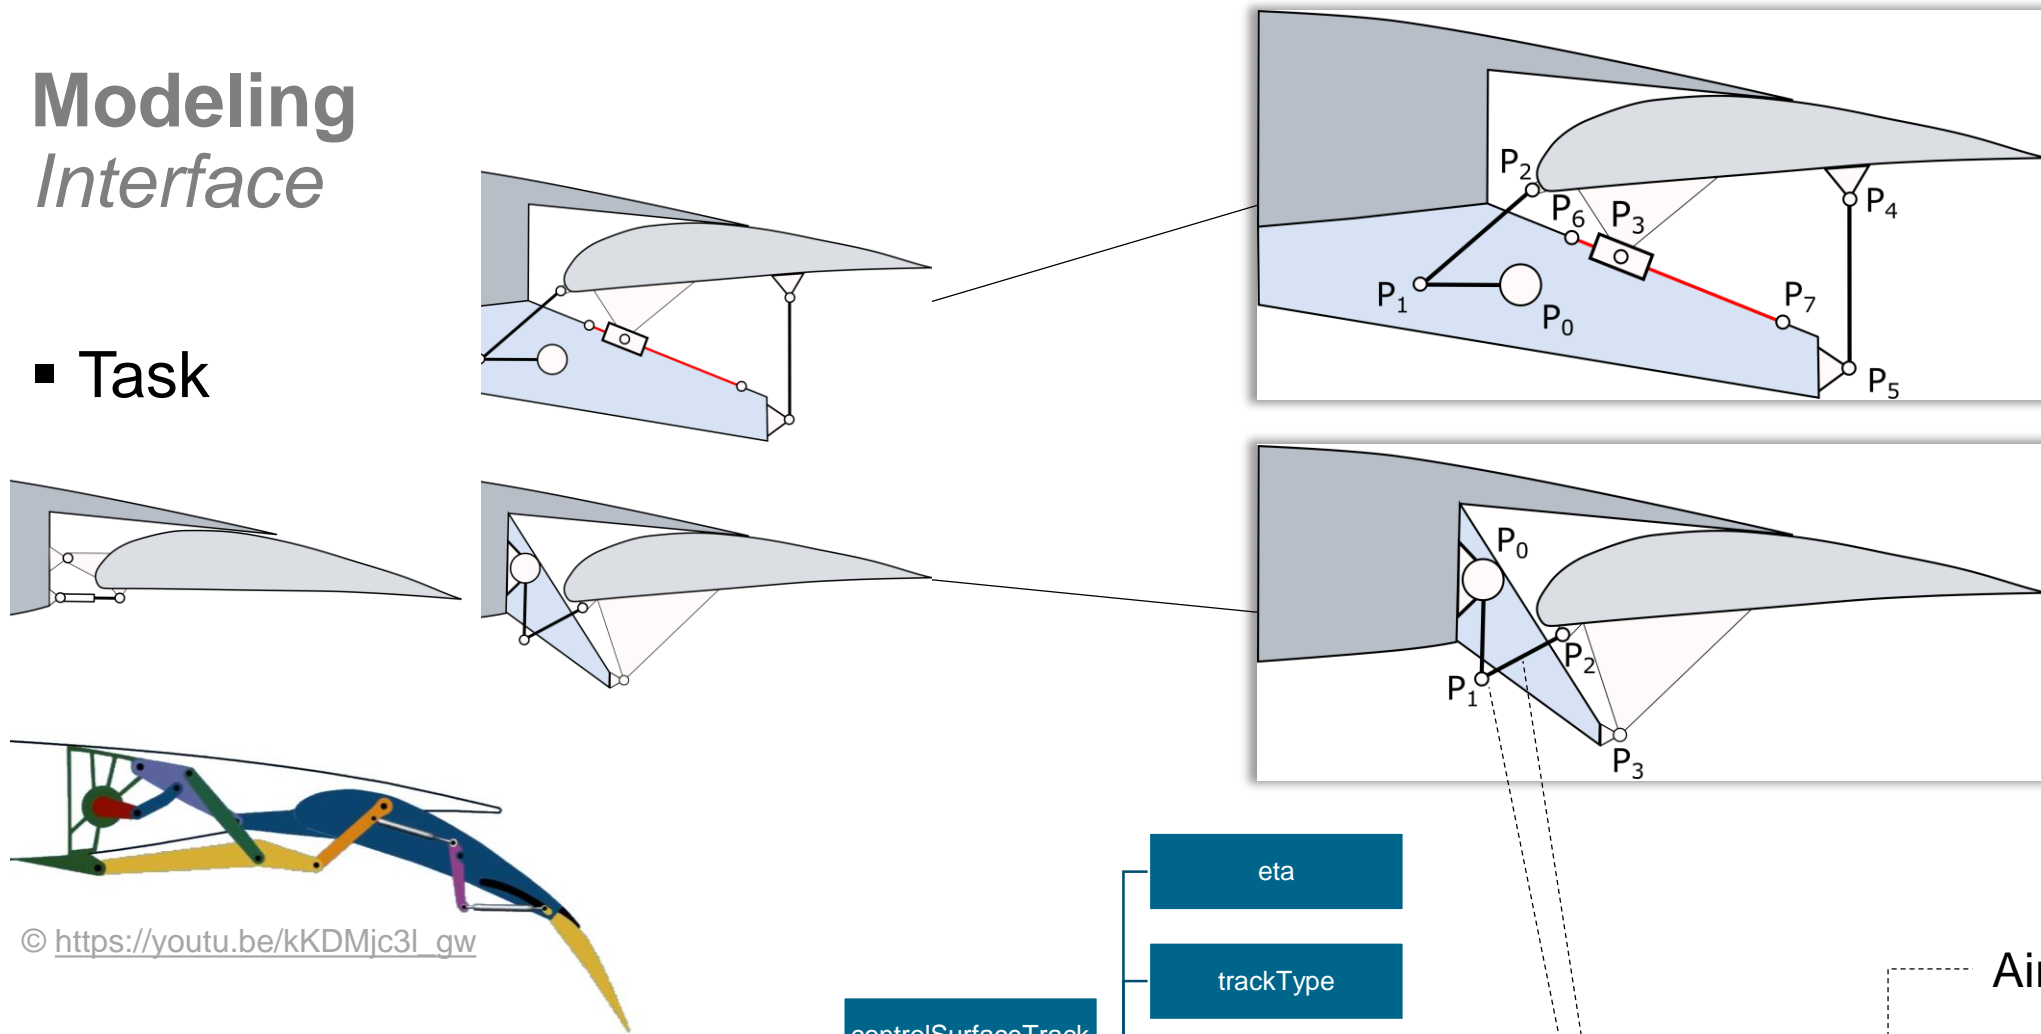 Modeling
Interface
▪ Task
P2
P6
P3
P4
P1
P0
P7
P5
P0
P2
P1
P3
© https://youtu.be/kKDMjc3l_gw
eta
trackType
controlSurfaceTrack